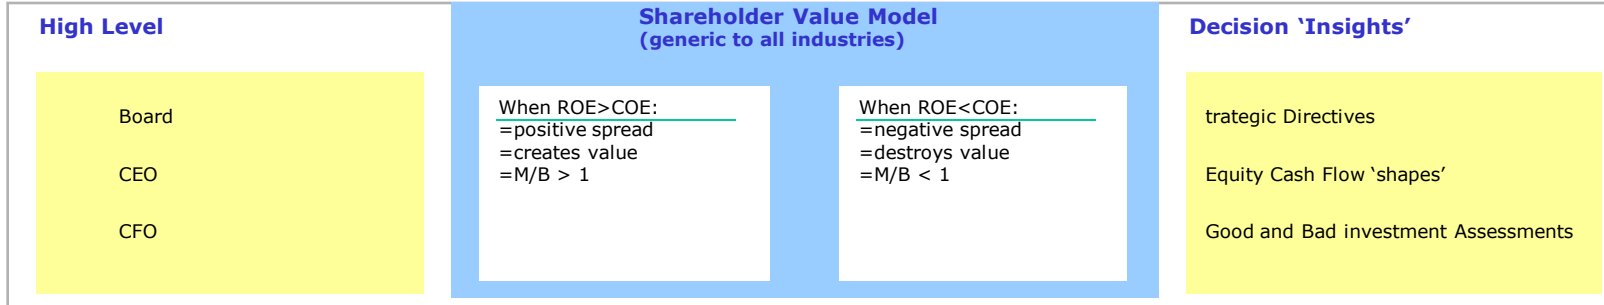 High Level
Board
CEO
CFO
Shareholder Value Model
(generic to all industries)
When ROE>COE:
=positive spread
=creates value
=M/B > 1
When ROE<COE:
=negative spread
=destroys value
=M/B < 1
Decision ‘Insights’
trategic Directives
Equity Cash Flow ‘shapes’
Good and Bad investment Assessments